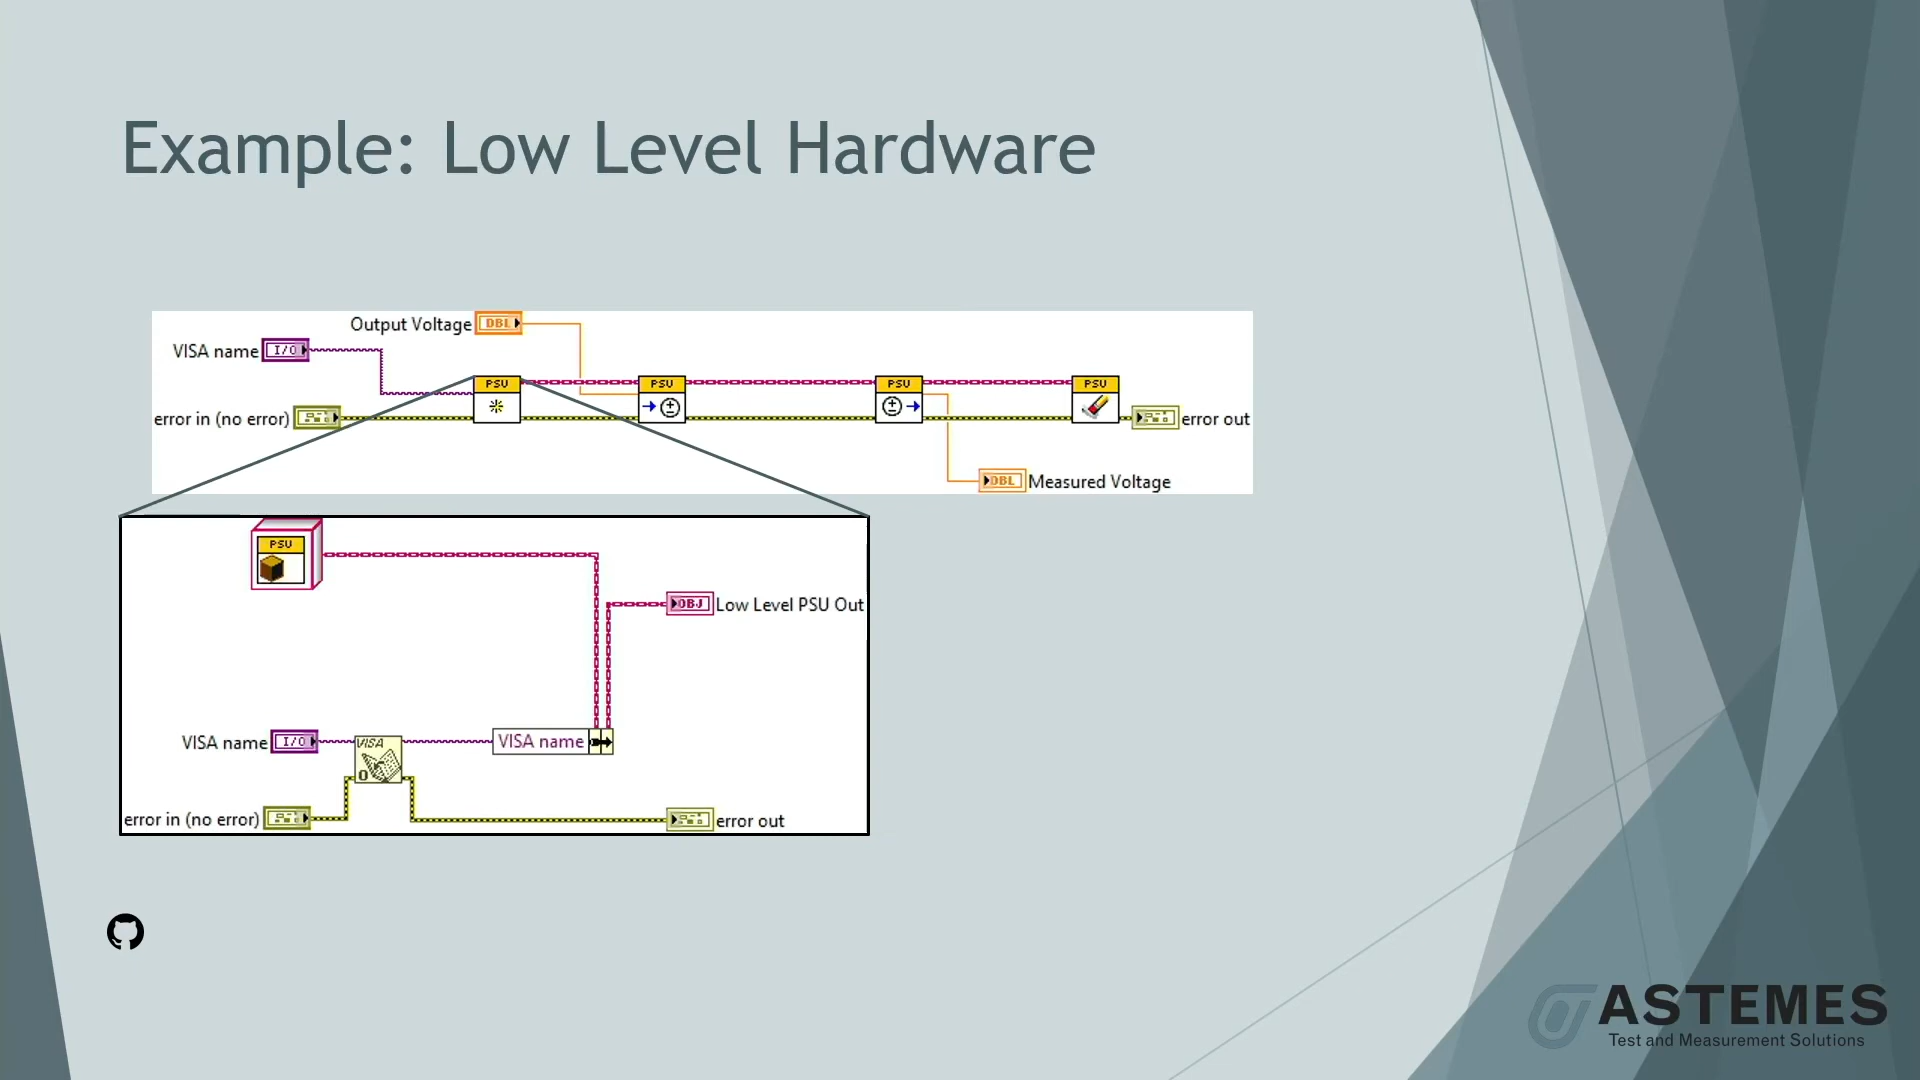 Example: Low Level Hardware
Output Voltage DBL
VISA name I/O
PSU PSU PSU PSU
error in (no error)
error out
DBL Measured Voltage
PSU
OBJ Low Level PSU Out
VISA name I/O VISA VISA name
error in (no error)
error out
ASTEMES
Test and Measurement Solutions